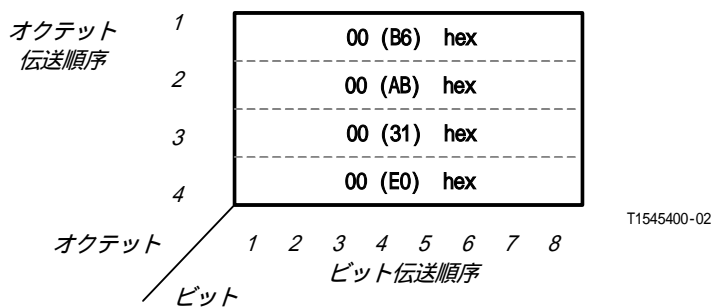 オクテット
伝送順序
1 00 (B6) hex
2 00 (AB) hex
3 00 (31) hex
4 00 (E0) hex
T1545400-02
オクテット
1 2 3 4 5 6 7 8
ビット伝送順序
ビット